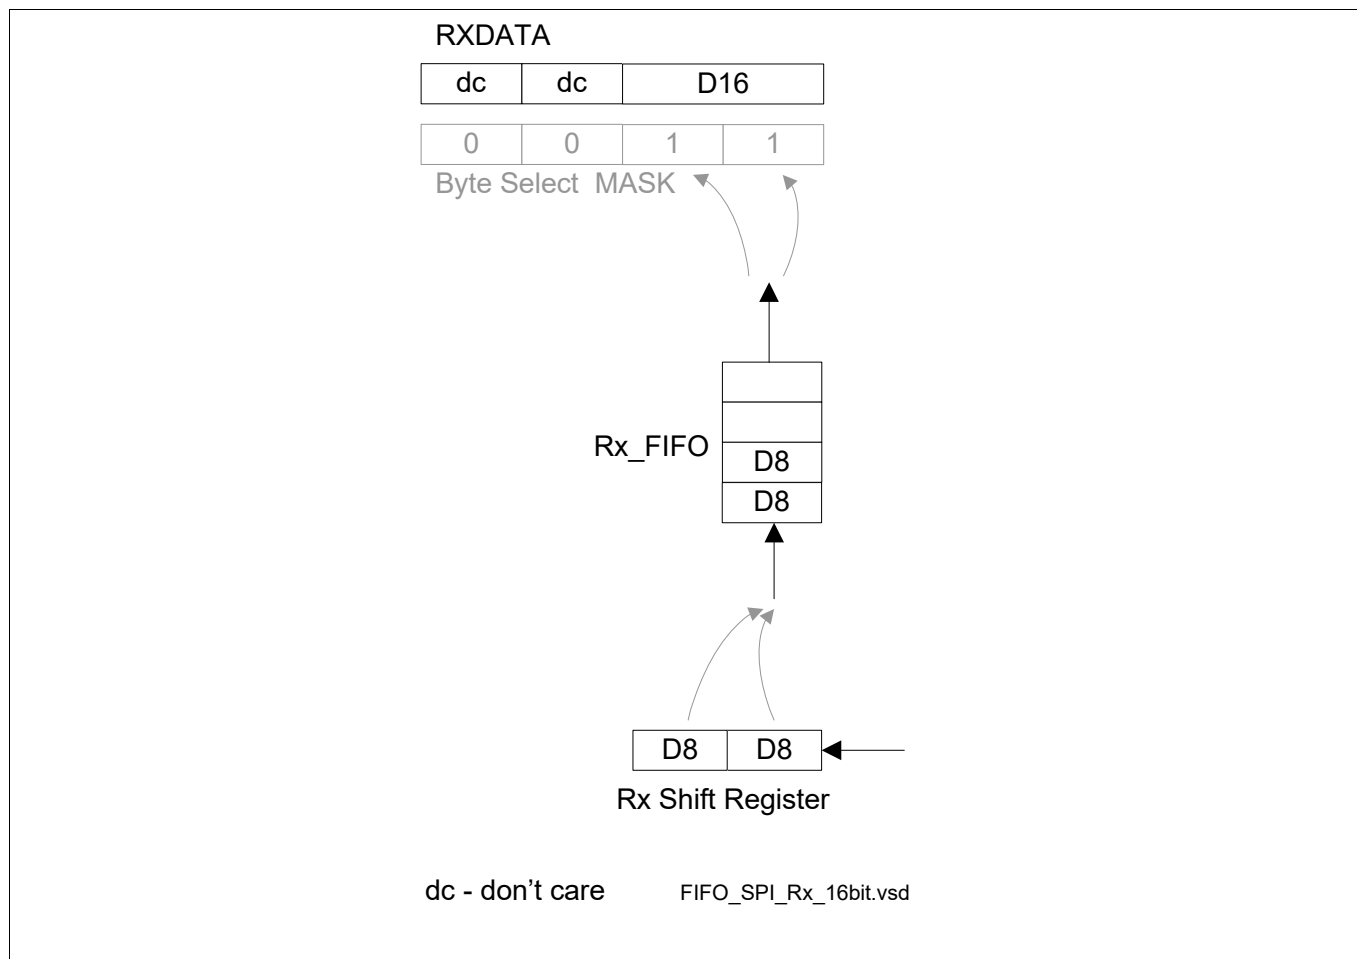 RXDATA
dc dc D16
0 0 1 1
Byte Select MASK
Rx_FIFO
D8
D8
D8 D8
Rx Shift Register
dc - don't care FIFO_SPI_Rx_16bit.vsd